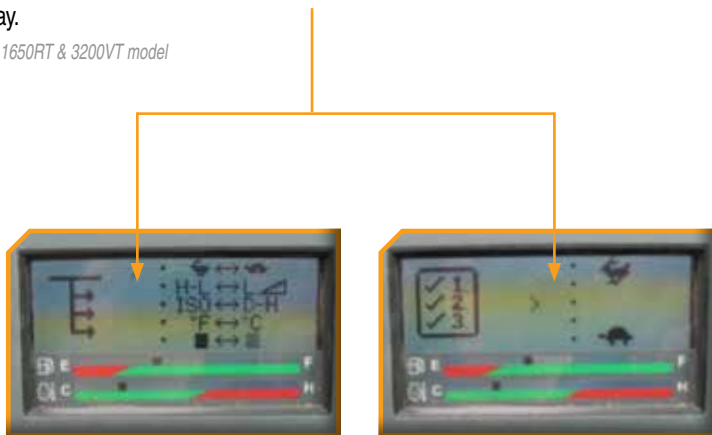 ay.
1650RT & 3200VT model
H-L ↔ L
ISO ↔ D-H
°F ↔ °C
E F
C H
✓ 1
✓ 2
✓ 3
>
E F
C H